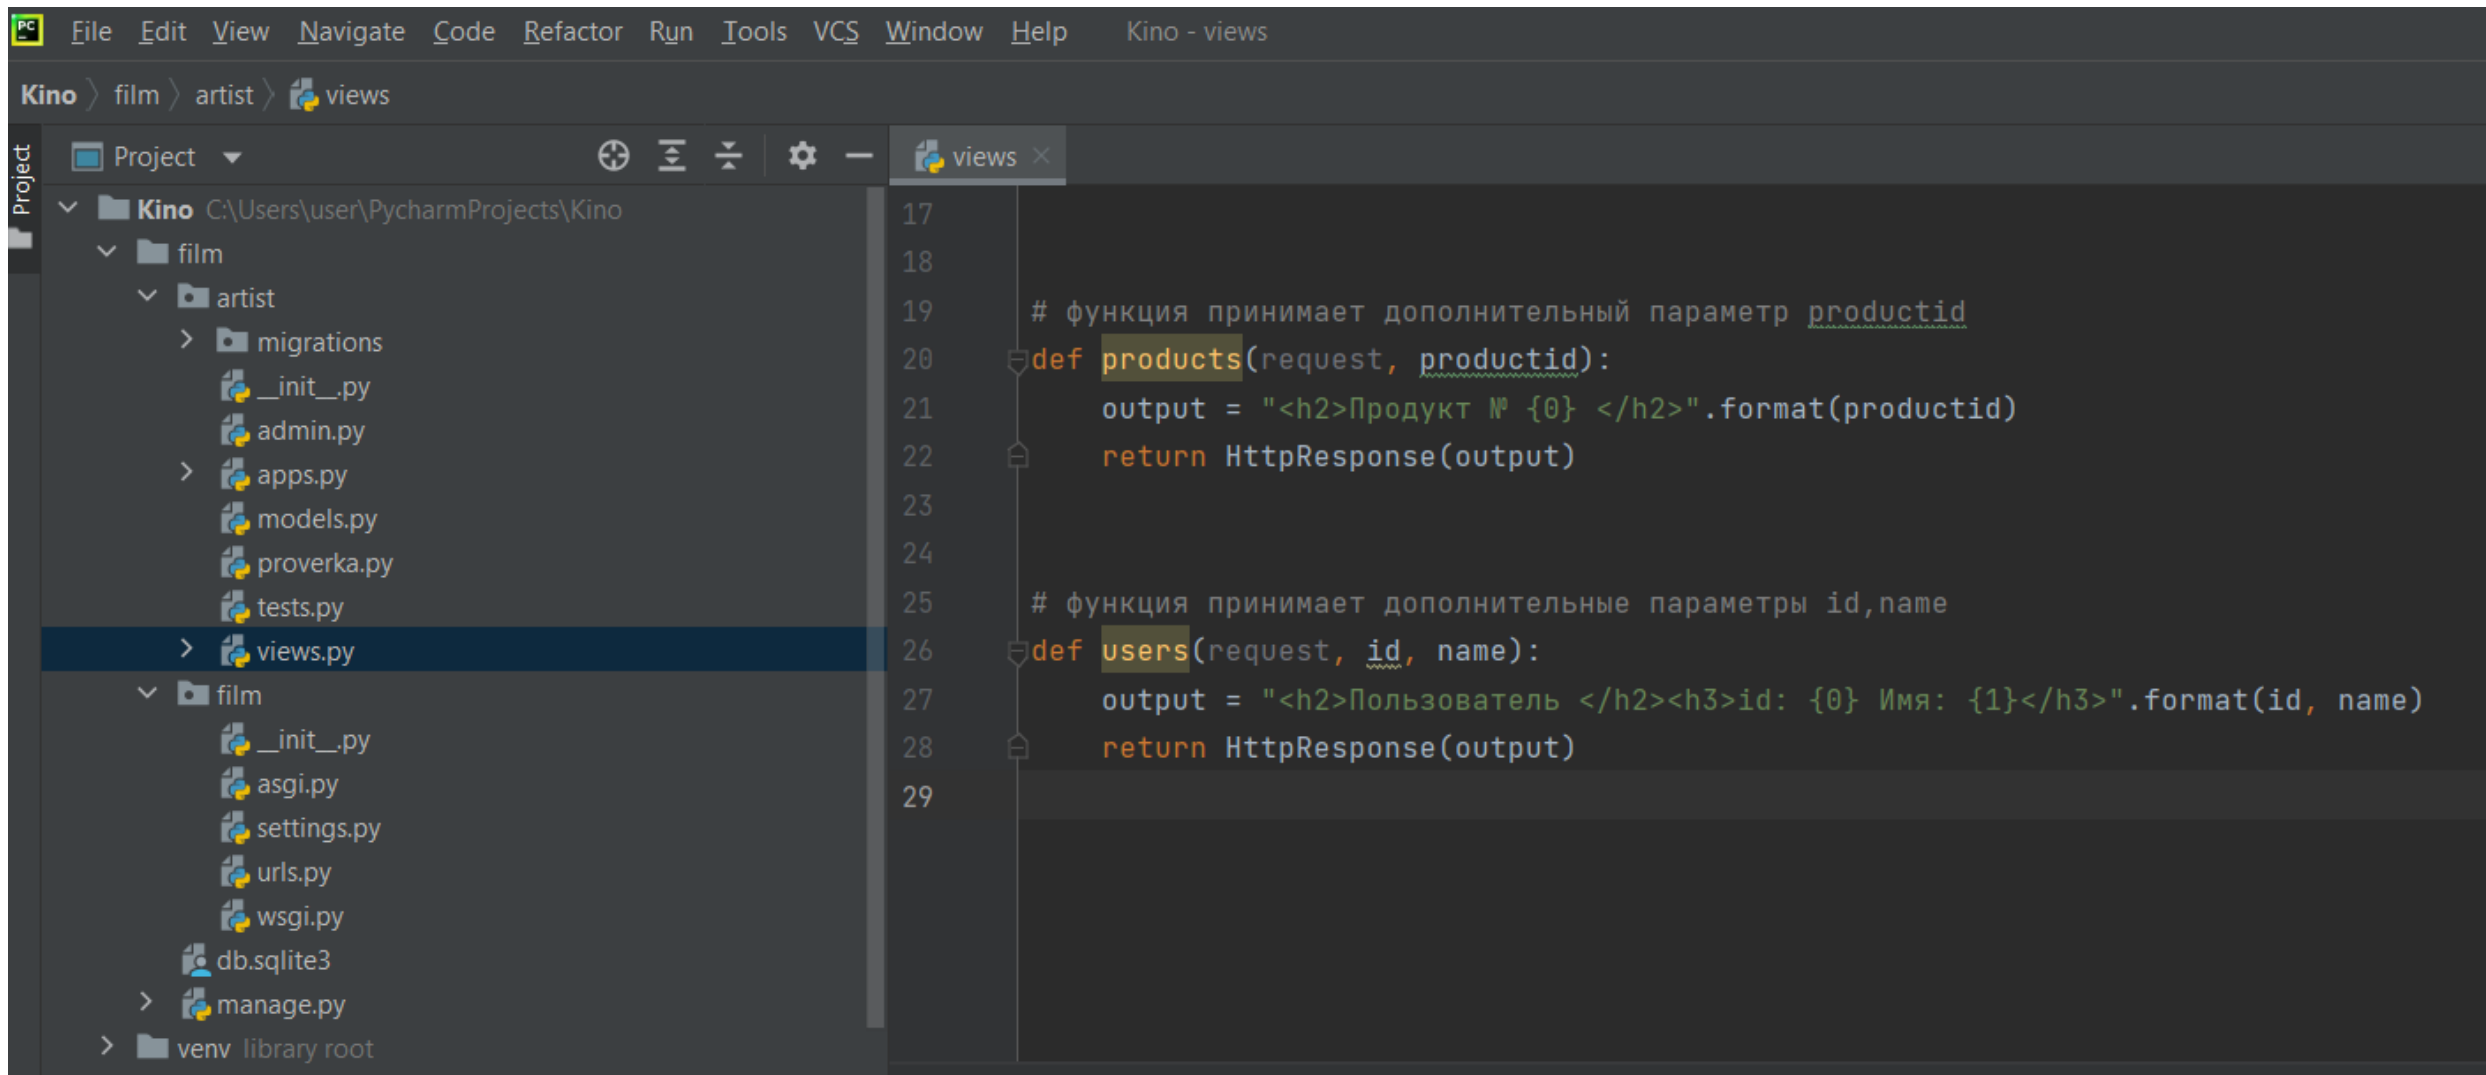 PC File Edit View Navigate Code Refactor Run Tools VCS Window Help Kino - views
Kino film artist views
Project
Project
views
Kino C:\Users\user\PycharmProjects\Kino
film
artist
migrations
__init__.py
admin.py
apps.py
models.py
proverka.py
tests.py
views.py
film
__init__.py
asgi.py
settings.py
urls.py
wsgi.py
db.sqlite3
manage.py
venv library root
17
18
19 # функция принимает дополнительный параметр productid
20 def products(request, productid):
21 output = "<h2>Продукт № {0} </h2>".format(productid)
22 return HttpResponse(output)
23
24
25 # функция принимает дополнительные параметры id,name
26 def users(request, id, name):
27 output = "<h2>Пользователь </h2><h3>id: {0} Имя: {1}</h3>".format(id, name)
28 return HttpResponse(output)
29